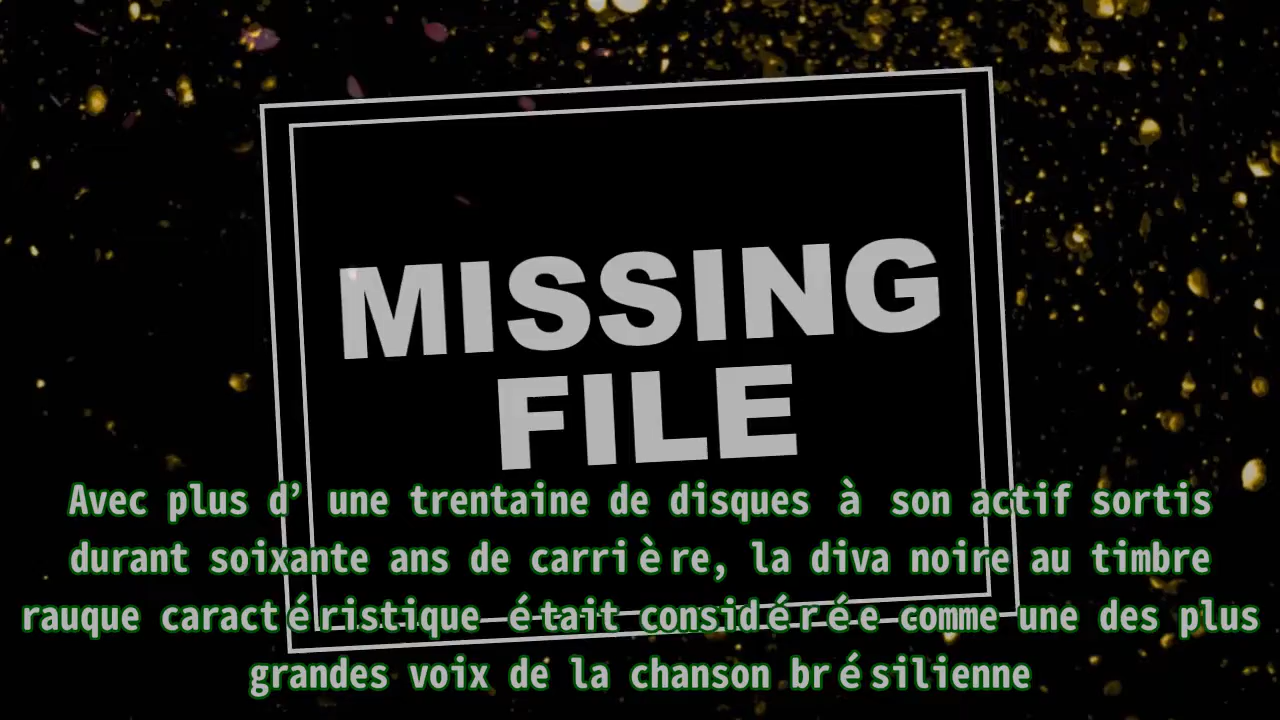 MISSING
FILE
Avec plus d’ une trentaine de disques à son actif sortis
durant soixante ans de carrière, la diva noire au timbre
rauque caractéristique était considérée comme une des plus
grandes voix de la chanson brésilienne